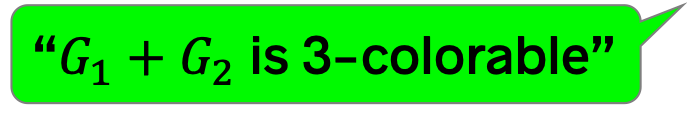 “G₁ + G₂ is 3-colorable”